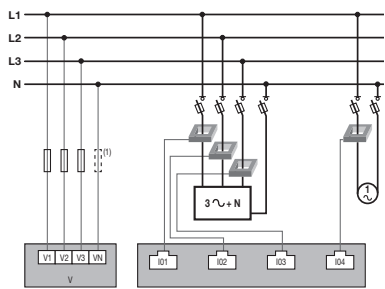 L1
L2
L3
N
(1)
3 ∿ + N
1
∿
V1 V2 V3 VN
V
I01 I02 I03 I04